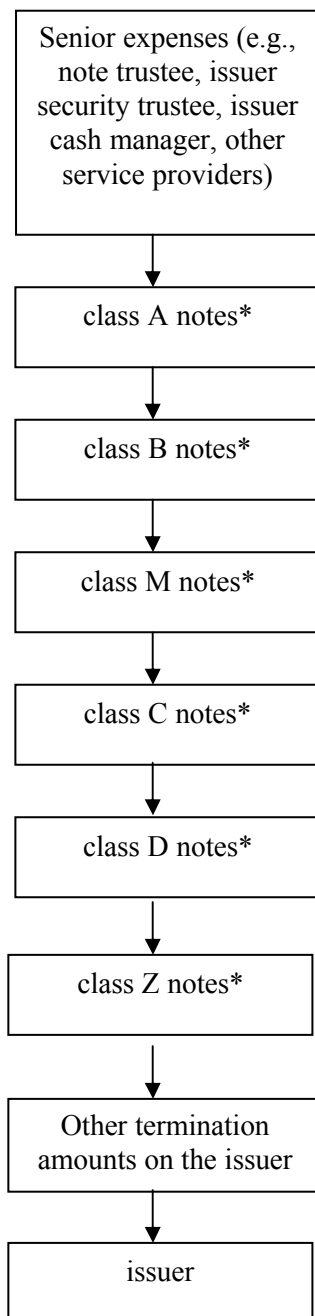 Senior expenses (e.g.,
note trustee, issuer
security trustee, issuer
cash manager, other
service providers)
class A notes*
class B notes*
class M notes*
class C notes*
class D notes*
class Z notes*
Other termination
amounts on the issuer
issuer